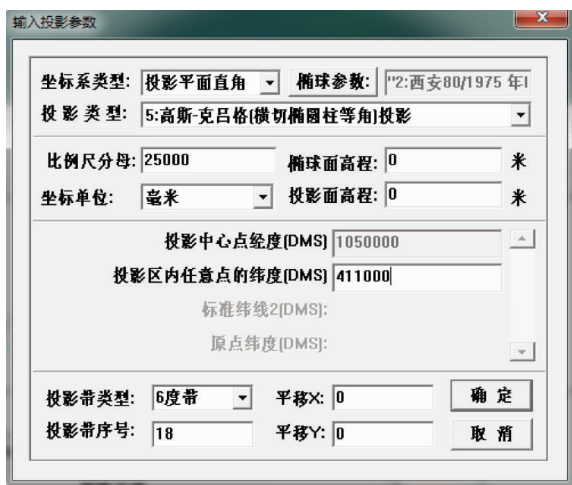 输入投影参数
坐标系类型: 投影平面直角 椭球参数: "2:西安80/1975 年I
投 影 类 型: 5:高斯-克吕格(横切椭圆柱等角)投影
比例尺分母: 25000 椭球面高程: 0 米
坐标单位: 毫米 投影面高程: 0 米
投影中心点经度(DMS) 1050000
投影区内任意点的纬度(DMS) 411000
标准纬线2(DMS):
原点纬度(DMS):
投影带类型: 6度带 平移X: 0 确 定
投影带序号: 18 平移Y: 0 取 消